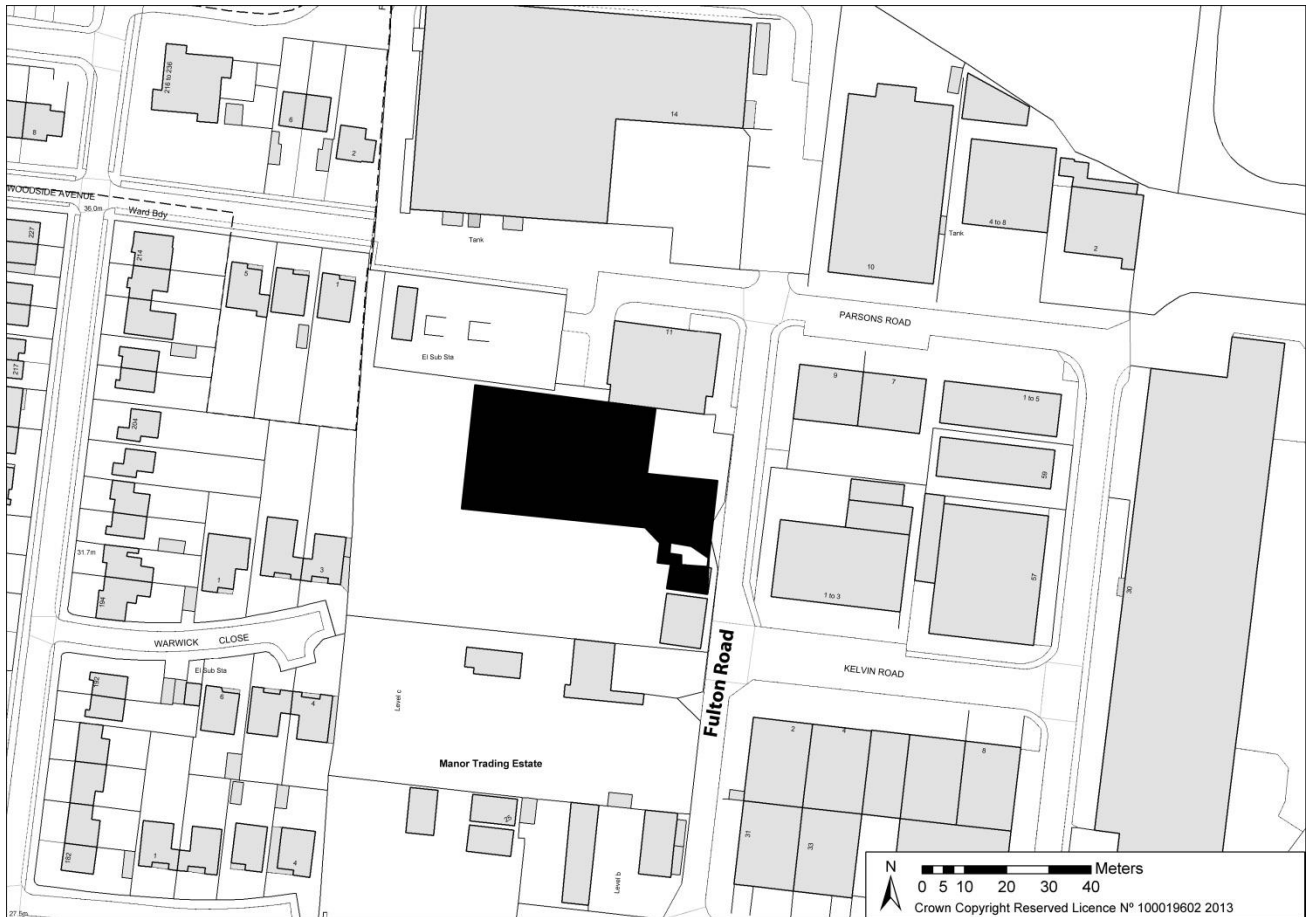 216 to 236
6
2
8
14
WOODSIDE AVENUE
36.0m
Ward Bdy
Tank
10
4 to 8
2
Tank
227
214
5
1
PARSONS ROAD
El Sub Sta
11
217
9
7
1 to 5
204
59
31.7m
194
1
3
1 to 3
57
30
WARWICK CLOSE
El Sub Sta
KELVIN ROAD
Fulton Road
192
6
4
Level c
2
4
8
Manor Trading Estate
31
33
182
1
4
Level b
27.5m
N
Meters
0 5 10 20 30 40
Crown Copyright Reserved Licence Nº 100019602 2013